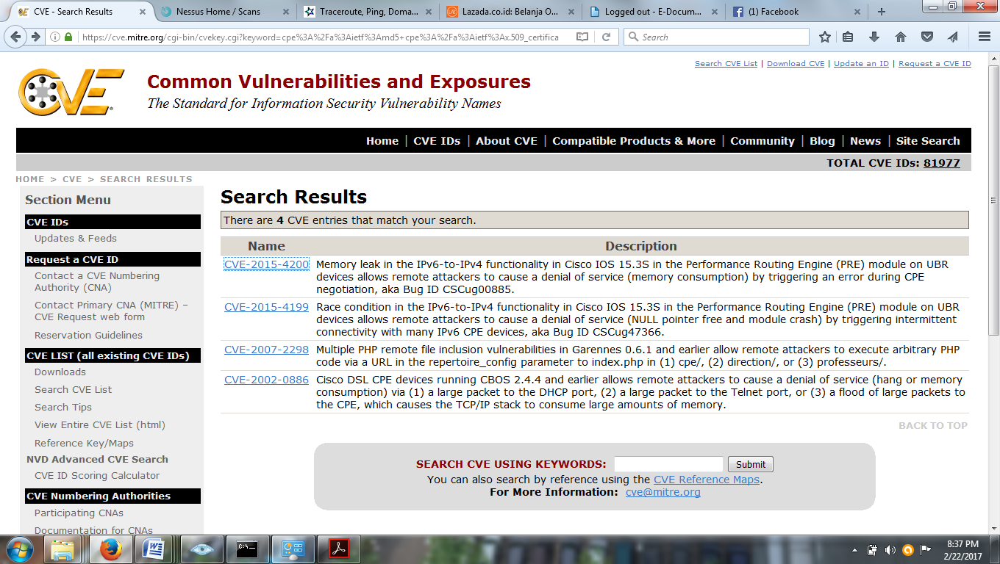 CVE - Search Results
Nessus Home / Scans
Traceroute, Ping, Doma...
Lazada.co.id: Belanja O...
Logged out - E-Docum...
(1) Facebook
https://cve.mitre.org/cgi-bin/cvekey.cgi?keyword=cpe%3A%2Fa%3Aietf%3Amd5+cpe%3A%2Fa%3Aietf%3Ax.509_certifica
Search
CVE
Common Vulnerabilities and Exposures
The Standard for Information Security Vulnerability Names
Search CVE List | Download CVE | Update an ID | Request a CVE ID
Home | CVE IDs | About CVE | Compatible Products & More | Community | Blog | News | Site Search
TOTAL CVE IDs: 81977
HOME > CVE > SEARCH RESULTS
Section Menu
CVE IDs
Updates & Feeds
Request a CVE ID
Contact a CVE Numbering
Authority (CNA)
Contact Primary CNA (MITRE) –
CVE Request web form
Reservation Guidelines
CVE LIST (all existing CVE IDs)
Downloads
Search CVE List
Search Tips
View Entire CVE List (html)
Reference Key/Maps
NVD Advanced CVE Search
CVE ID Scoring Calculator
CVE Numbering Authorities
Participating CNAs
Documentation for CNAs
Search Results
There are 4 CVE entries that match your search.
Name Description
CVE-2015-4200 Memory leak in the IPv6-to-IPv4 functionality in Cisco IOS 15.3S in the Performance Routing Engine (PRE) module on UBR
devices allows remote attackers to cause a denial of service (memory consumption) by triggering an error during CPE
negotiation, aka Bug ID CSCug00885.
CVE-2015-4199 Race condition in the IPv6-to-IPv4 functionality in Cisco IOS 15.3S in the Performance Routing Engine (PRE) module on UBR
devices allows remote attackers to cause a denial of service (NULL pointer free and module crash) by triggering intermittent
connectivity with many IPv6 CPE devices, aka Bug ID CSCug47366.
CVE-2007-2298 Multiple PHP remote file inclusion vulnerabilities in Garennes 0.6.1 and earlier allow remote attackers to execute arbitrary PHP
code via a URL in the repertoire_config parameter to index.php in (1) cpe/, (2) direction/, or (3) professeurs/.
CVE-2002-0886 Cisco DSL CPE devices running CBOS 2.4.4 and earlier allows remote attackers to cause a denial of service (hang or memory
consumption) via (1) a large packet to the DHCP port, (2) a large packet to the Telnet port, or (3) a flood of large packets to
the CPE, which causes the TCP/IP stack to consume large amounts of memory.
BACK TO TOP
SEARCH CVE USING KEYWORDS: Submit
You can also search by reference using the CVE Reference Maps.
For More Information: cve@mitre.org
8:37 PM
2/22/2017